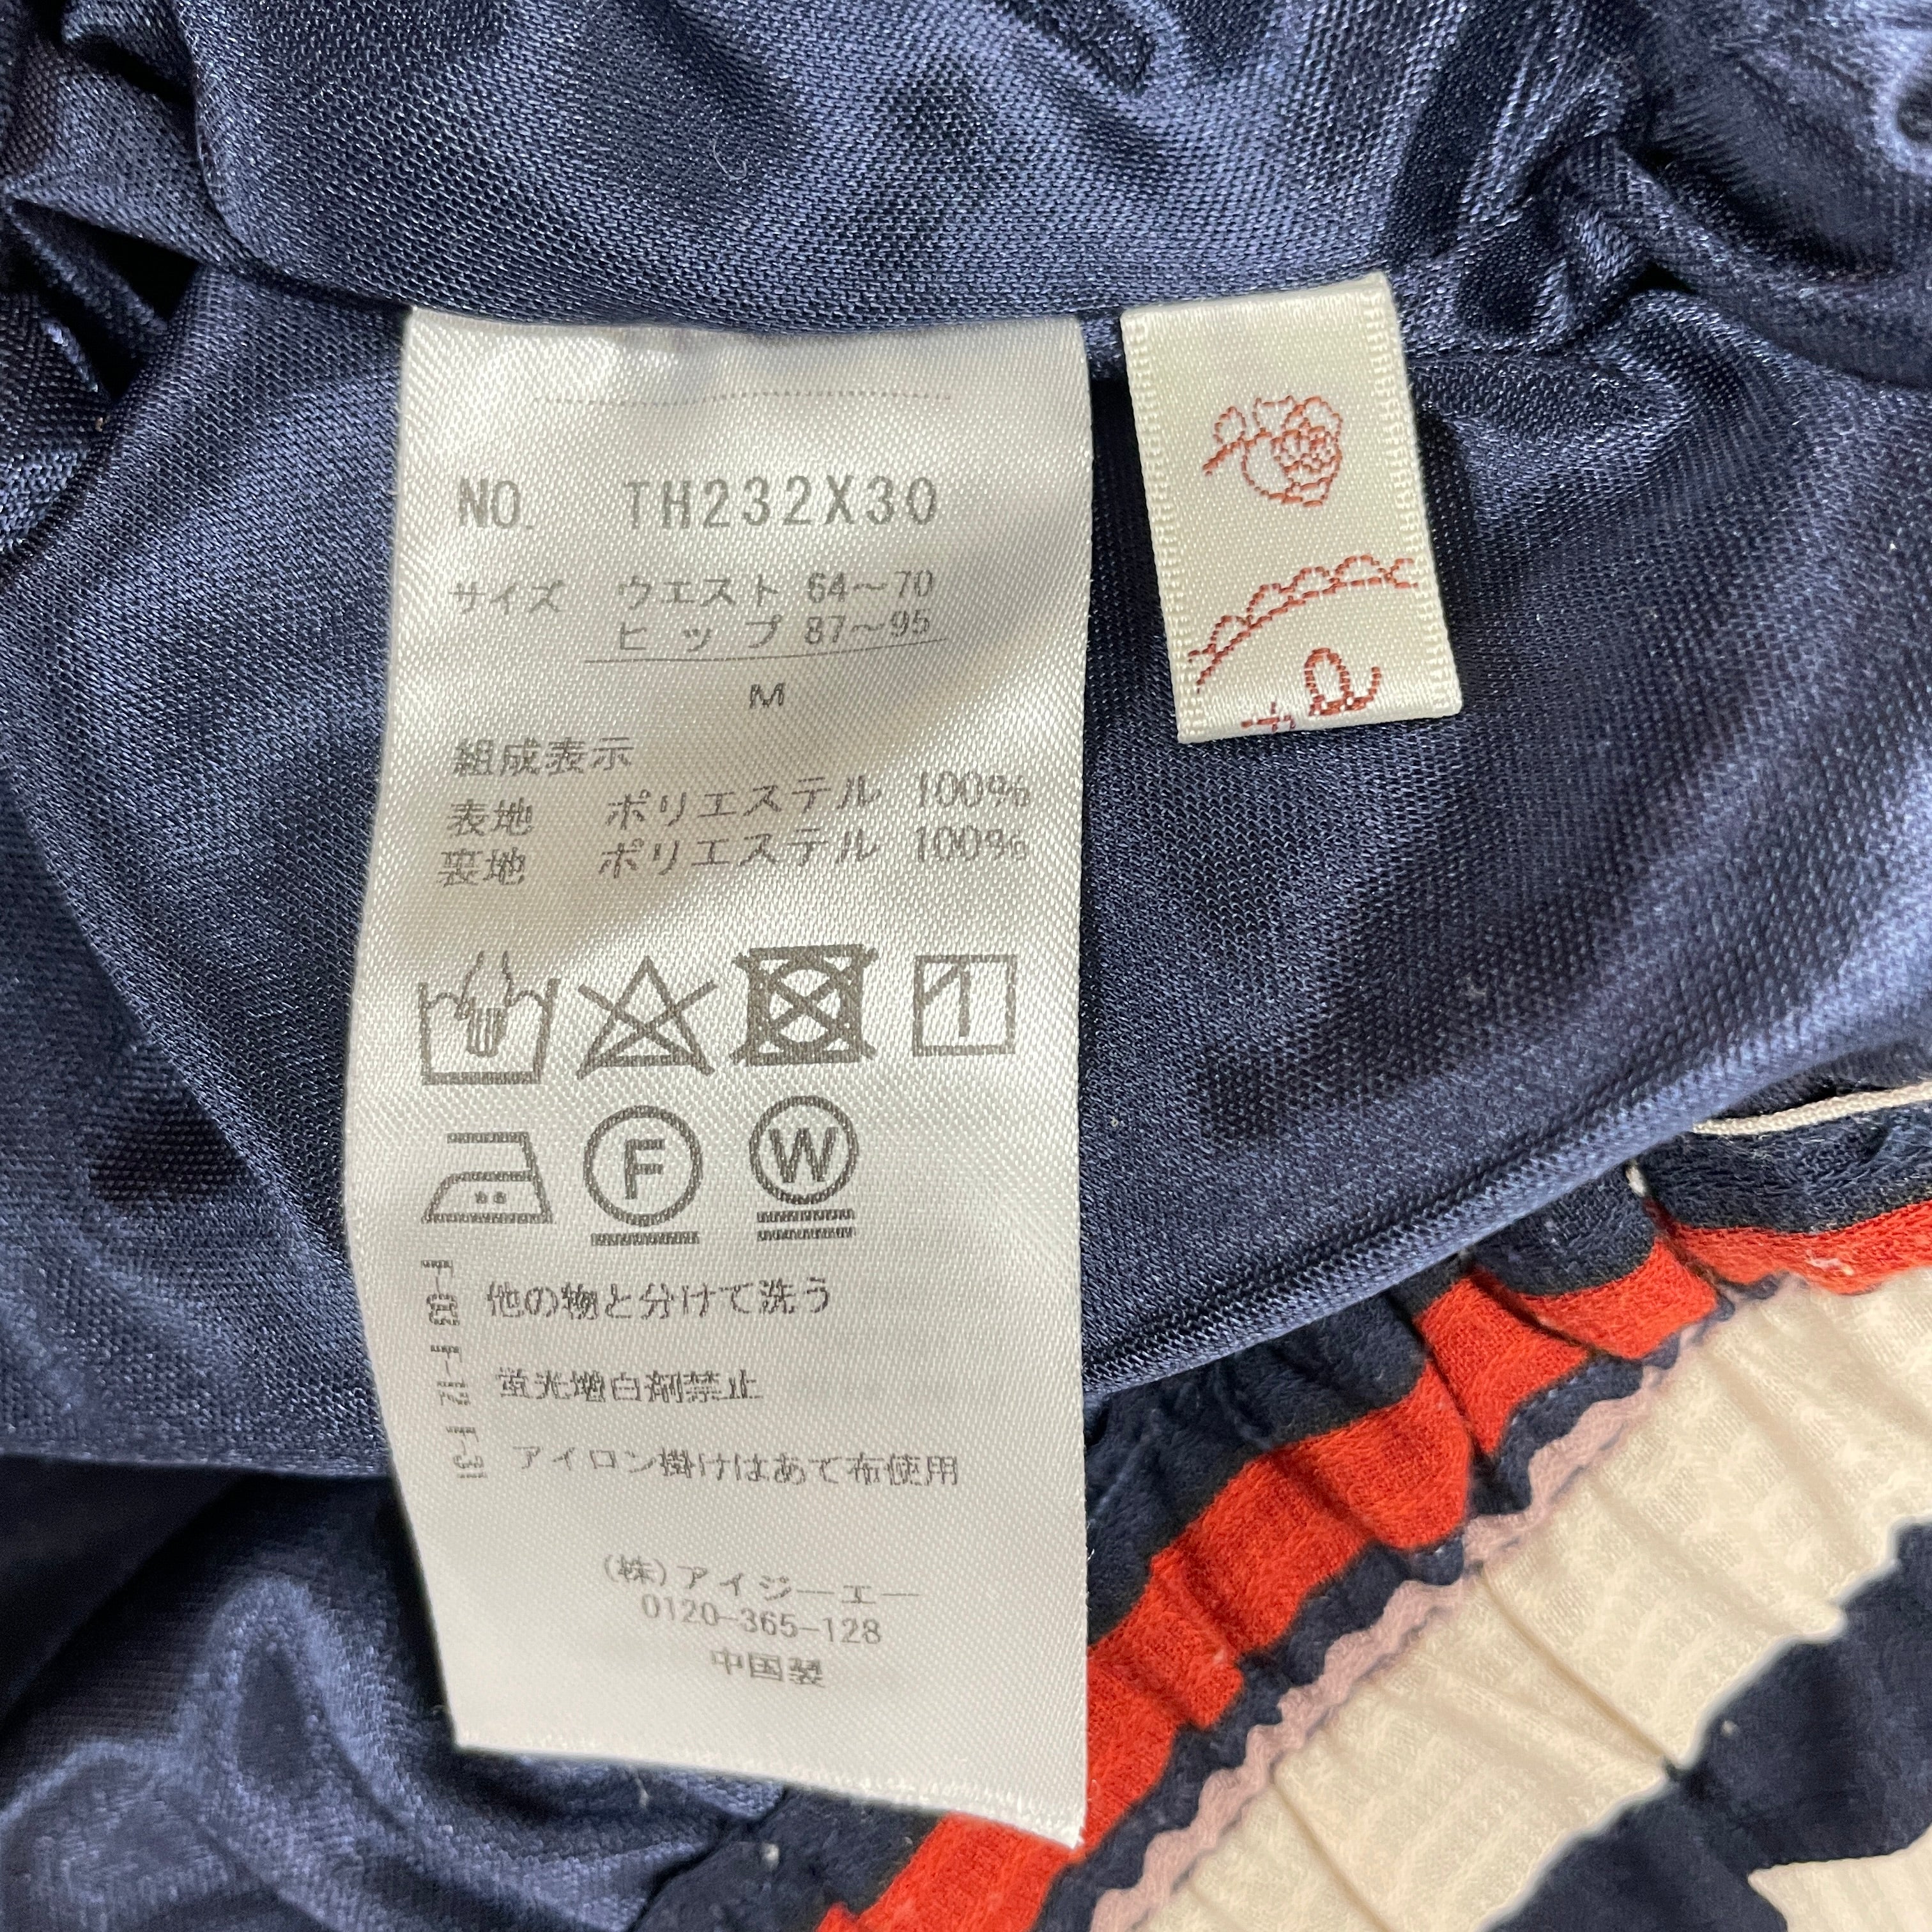 NO. TH232X30
サイズ ウエスト 64～70
ヒップ 87～95
M
組成表示
表地 ポリエステル 100%
裏地 ポリエステル 100%
1
F
W
F-05 F-12 F-31
他の物と分けて洗う
蛍光増白剤禁止
アイロン掛けはあて布使用
(株)アイジーエー
0120-365-128
中国製